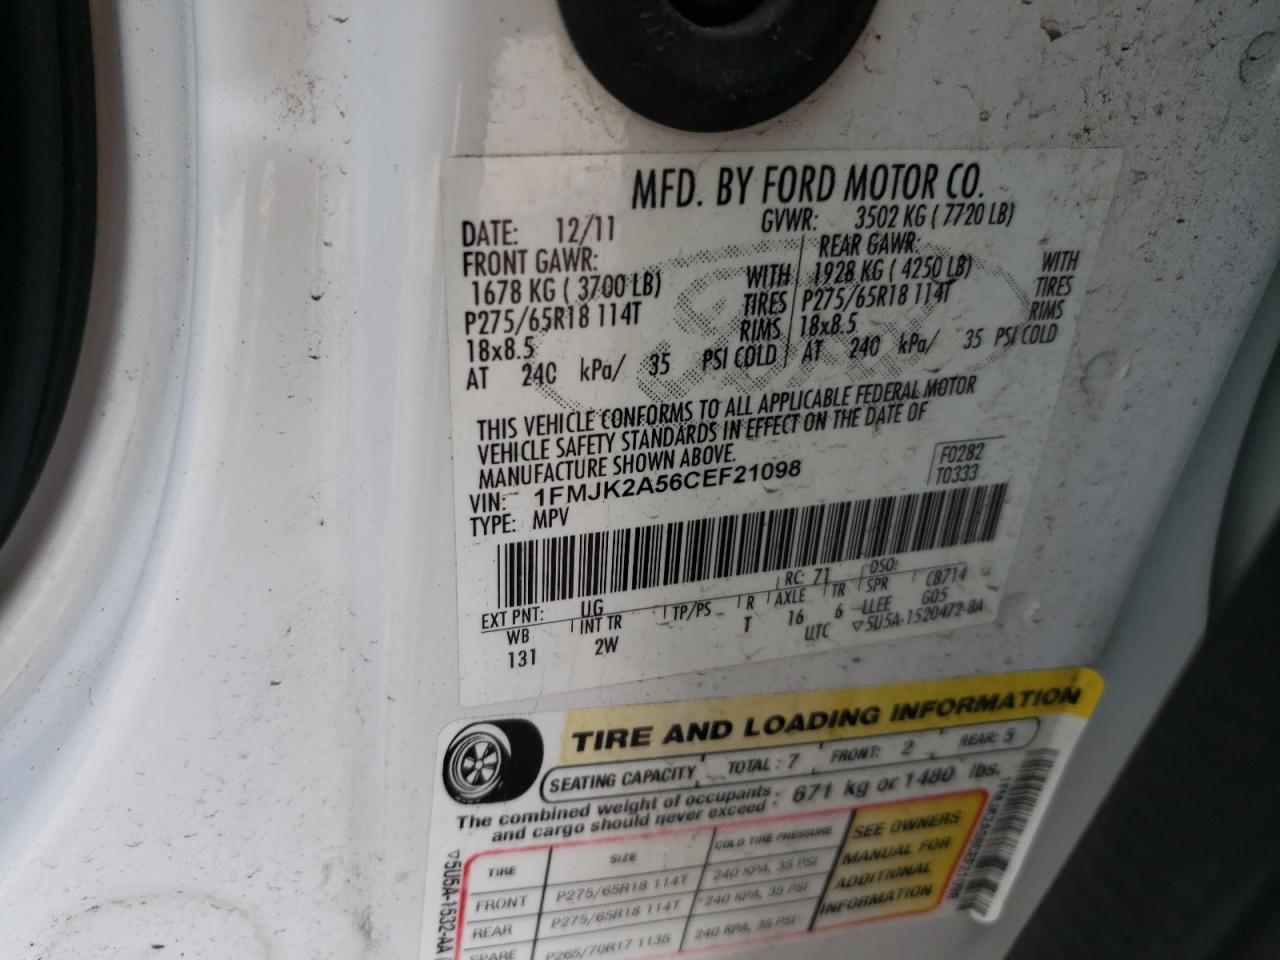 MFD. BY FORD MOTOR CO.
DATE: 12/11 GVWR: 3502 KG ( 7720 LB)
FRONT GAWR: REAR GAWR:
1678 KG ( 3700 LB) WITH 1928 KG ( 4250 LB) WITH
P275/65R18 114T TIRES P275/65R18 114T TIRES
18x8.5 RIMS 18x8.5 RIMS
AT 240 kPa/ 35 PSI COLD AT 240 kPa/ 35 PSI COLD
THIS VEHICLE CONFORMS TO ALL APPLICABLE FEDERAL MOTOR
VEHICLE SAFETY STANDARDS IN EFFECT ON THE DATE OF
MANUFACTURE SHOWN ABOVE.
F0282
T0333
VIN: 1FMJK2A56CEF21098
TYPE: MPV
EXT PNT: UG RC: 71 DSO:
WB INT TR TP/PS R AXLE TR SPR CB714
131 2W T 16 6 LLEE G05
UTC ▽5U5A-1520472-BA
TIRE AND LOADING INFORMATION
SEATING CAPACITY TOTAL : 7 FRONT: 2 REAR: 5
The combined weight of occupants and cargo should never exceed : 671 kg or 1480 lbs.
TIRE SIZE COLD TIRE PRESSURE
FRONT P275/65R18 114T 240 KPA, 35 PSI
REAR P275/65R18 114T 240 KPA, 35 PSI
SPARE P265/70R17 113S 240 KPA, 35 PSI
SEE OWNERS
MANUAL FOR
ADDITIONAL
INFORMATION
▽5U5A-1532-AA